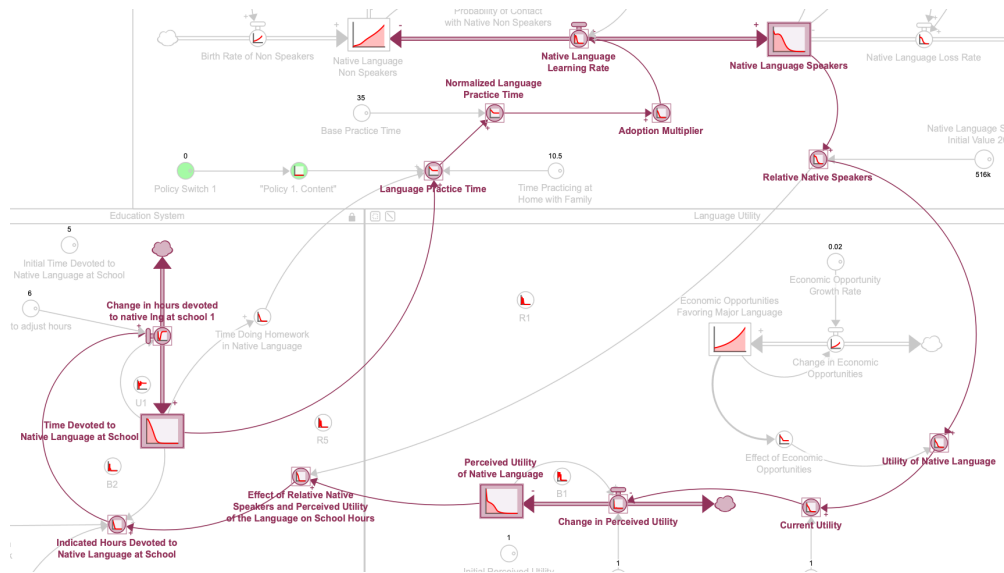 Probability of Contact
with Native Non Speakers
Birth Rate of Non Speakers
Native Language
Non Speakers
Native Language
Learning Rate
Native Language Speakers
Native Language Loss Rate
Normalized Language
Practice Time
35
Base Practice Time
Adoption Multiplier
0
Policy Switch 1
"Policy 1. Content"
Language Practice Time
10.5
Time Practicing at
Home with Family
Relative Native Speakers
Native Language S
Initial Value 20
516k
Education System
Language Utility
5
Initial Time Devoted to
Native Language at School
6
to adjust hours
Change in hours devoted
to native lng at school 1
Time Doing Homework
in Native Language
R1
0.02
Economic Opportunity
Growth Rate
Economic Opportunities
Favoring Major Language
Change in Economic
Opportunities
U1
Time Devoted to
Native Language at School
R5
B2
Effect of Economic
Opportunities
Utility of Native Language
Perceived Utility
of Native Language
B1
Effect of Relative Native
Speakers and Perceived Utility
of the Language on School Hours
Change in Perceived Utility
Current Utility
Indicated Hours Devoted to
Native Language at School
1
Initial Perceived Utility
1
1